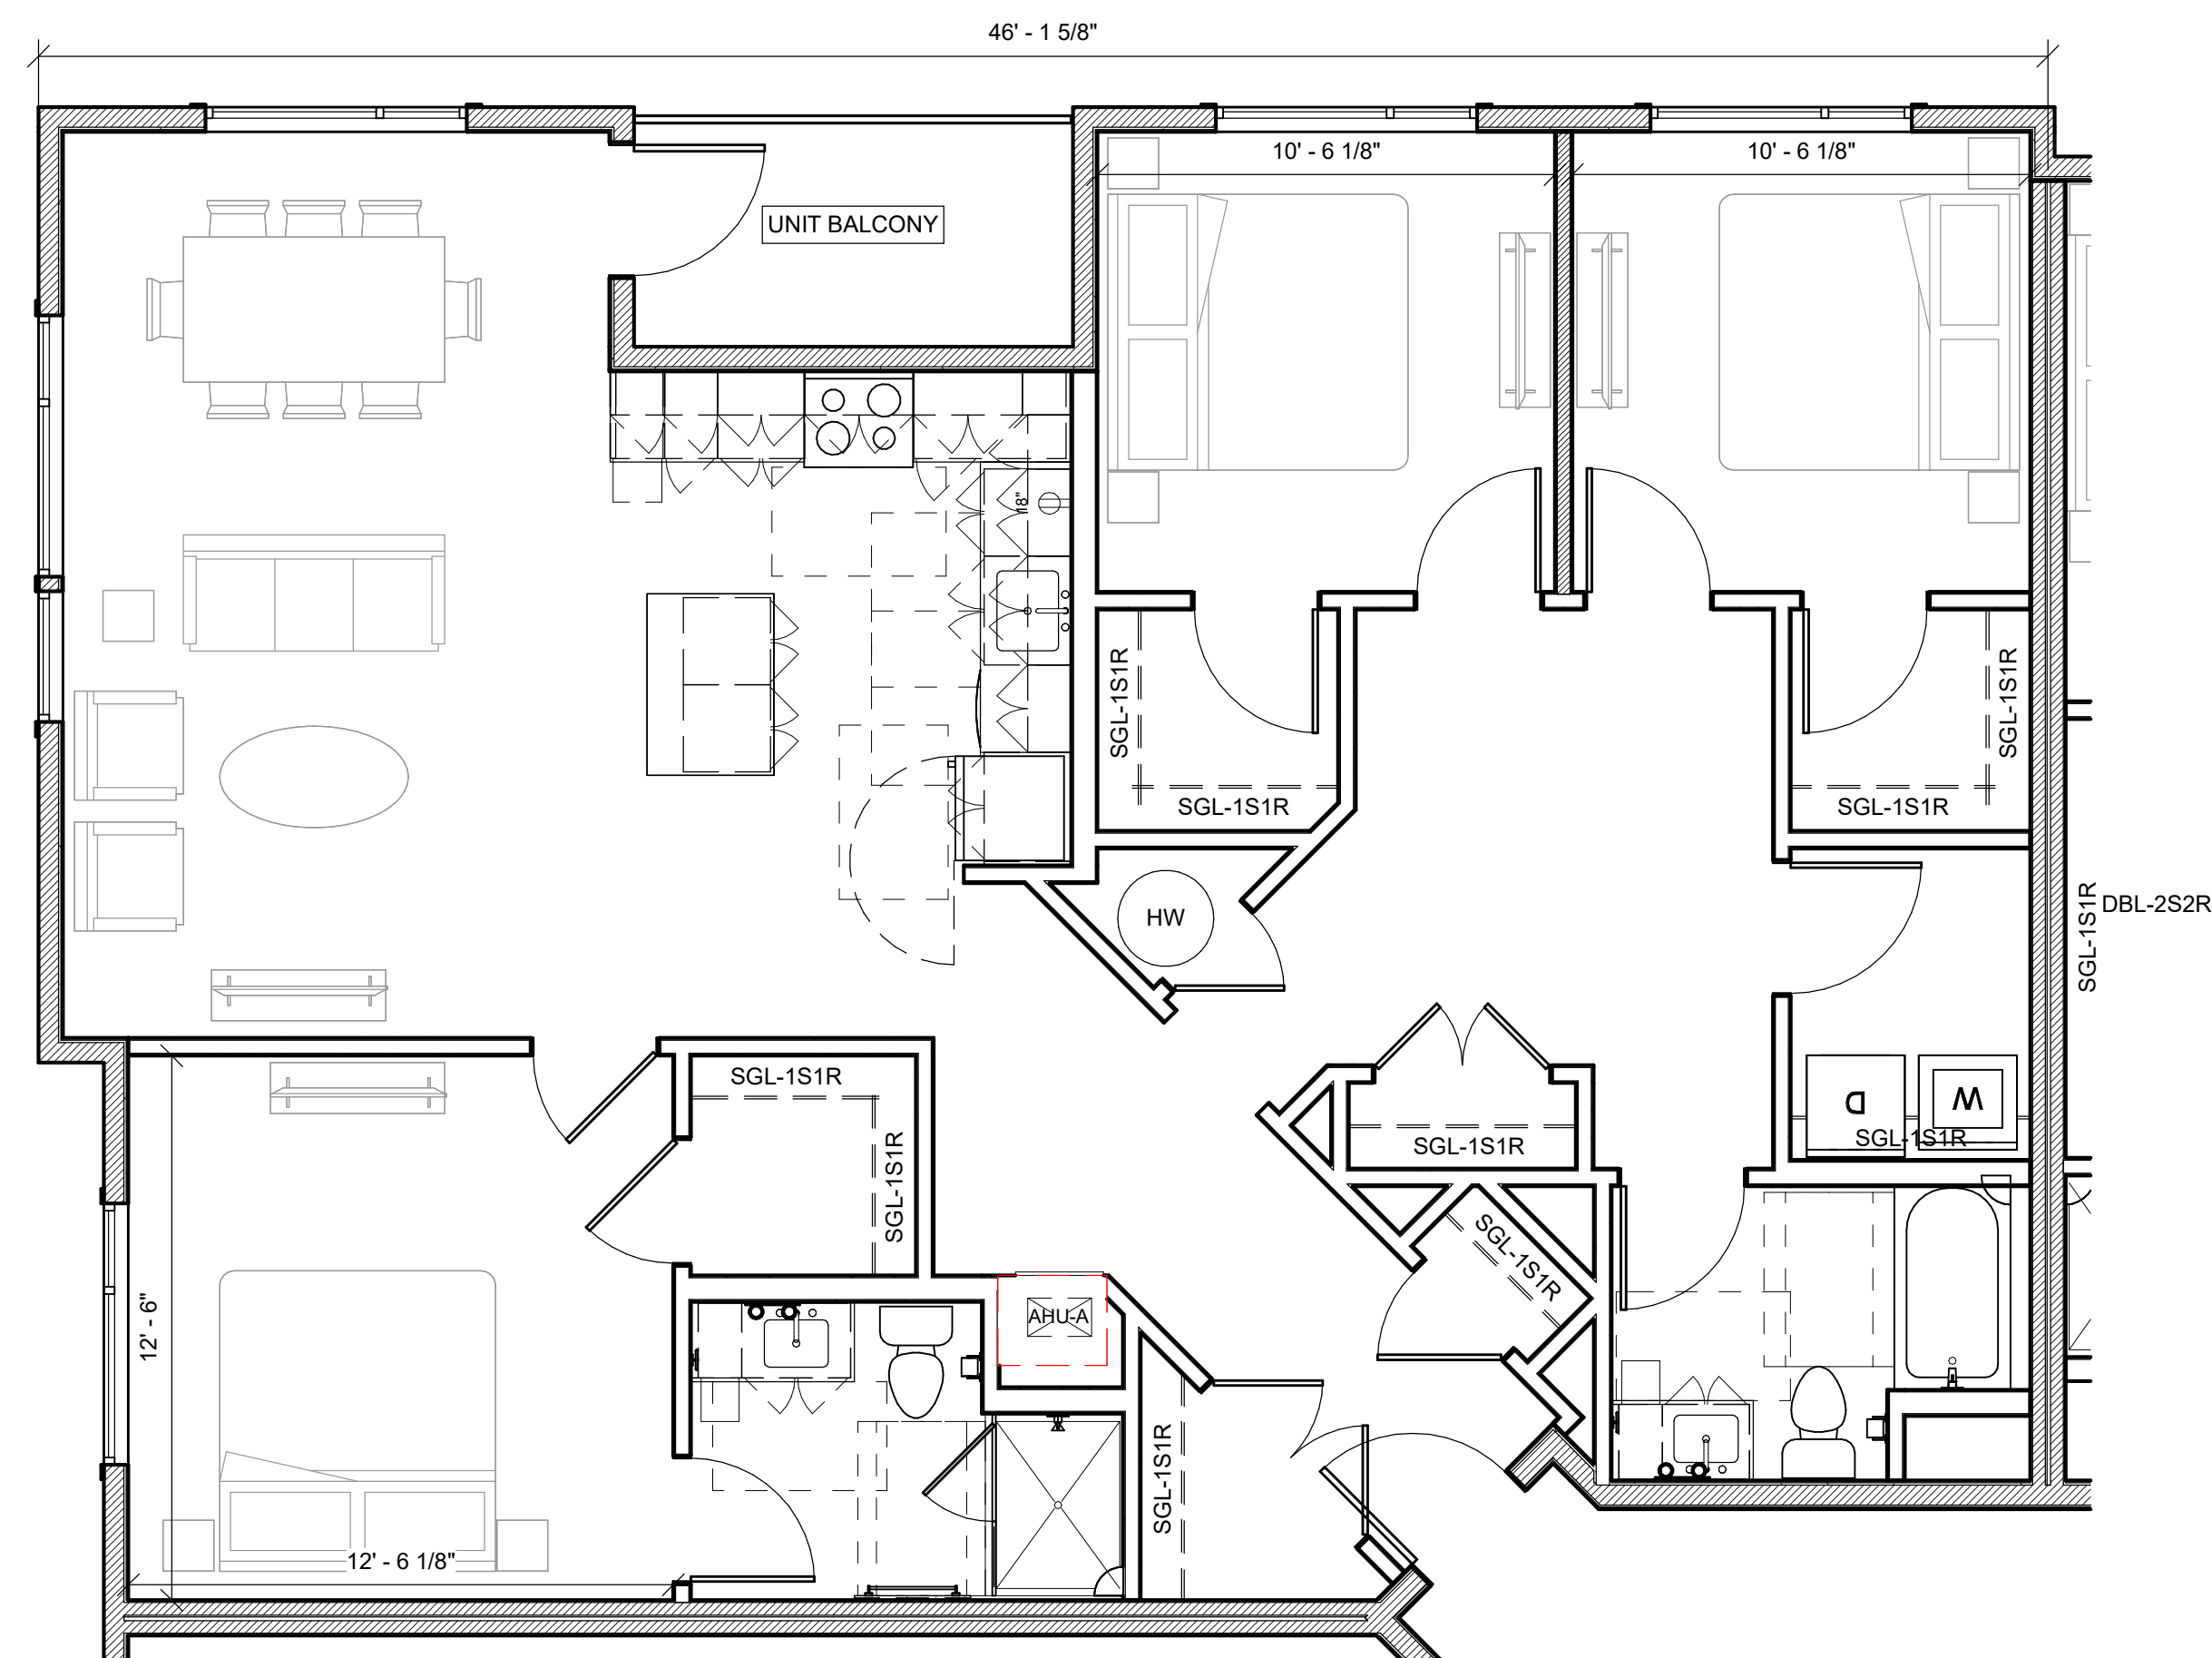 46' - 1 5/8"
10' - 6 1/8"
10' - 6 1/8"
UNIT BALCONY
18"
SGL-1S1R
SGL-1S1R
SGL-1S1R
SGL-1S1R
HW
SGL-1S1R
DBL-2S2R
SGL-1S1R
SGL-1S1R
D
W
SGL-1S1R
SGL-1S1R
SGL-1S1R
12' - 6"
AHU-A
SGL-1S1R
12' - 6 1/8"